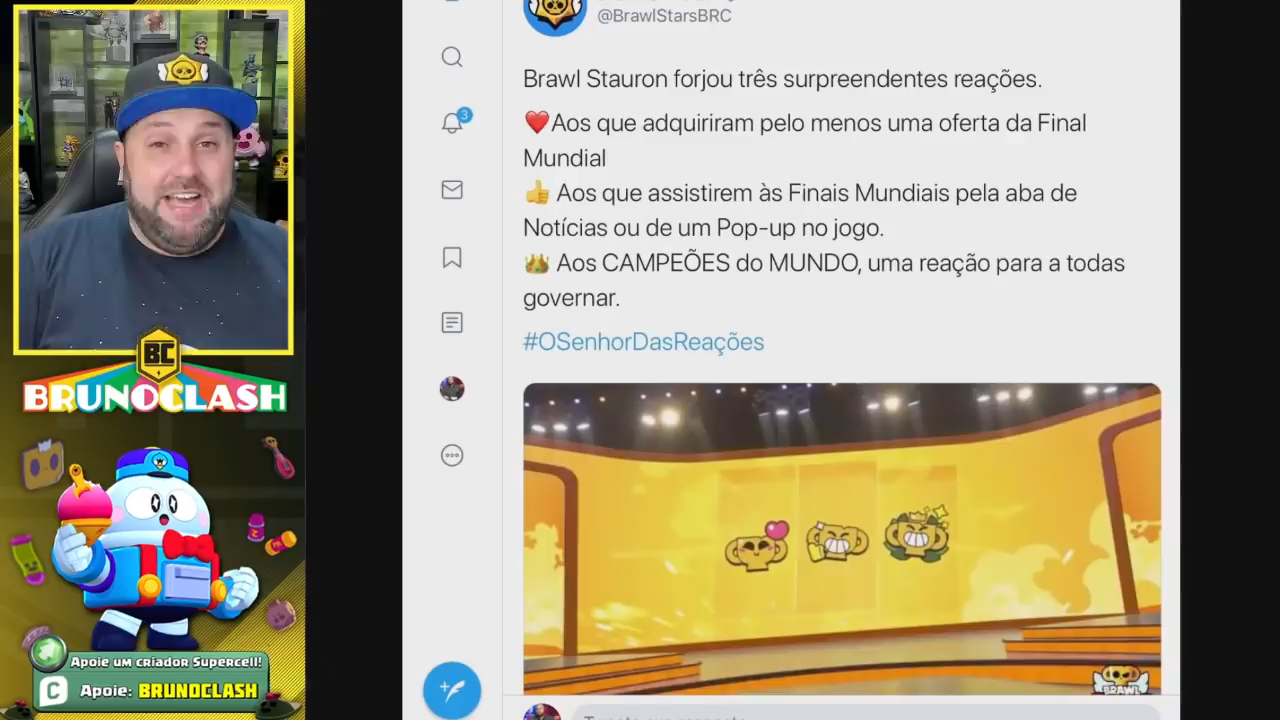 @BrawlStarsBRC
3
Brawl Stauron forjou três surpreendentes reações.
❤️Aos que adquiriram pelo menos uma oferta da Final
Mundial
👍 Aos que assistirem às Finais Mundiais pela aba de
Notícias ou de um Pop-up no jogo.
👑 Aos CAMPEÕES do MUNDO, uma reação para a todas
governar.
#OSenhorDasReações
BC
BRUNOCLASH
Apoie um criador Supercell!
C
Apoie: BRUNOCLASH
BRAWL